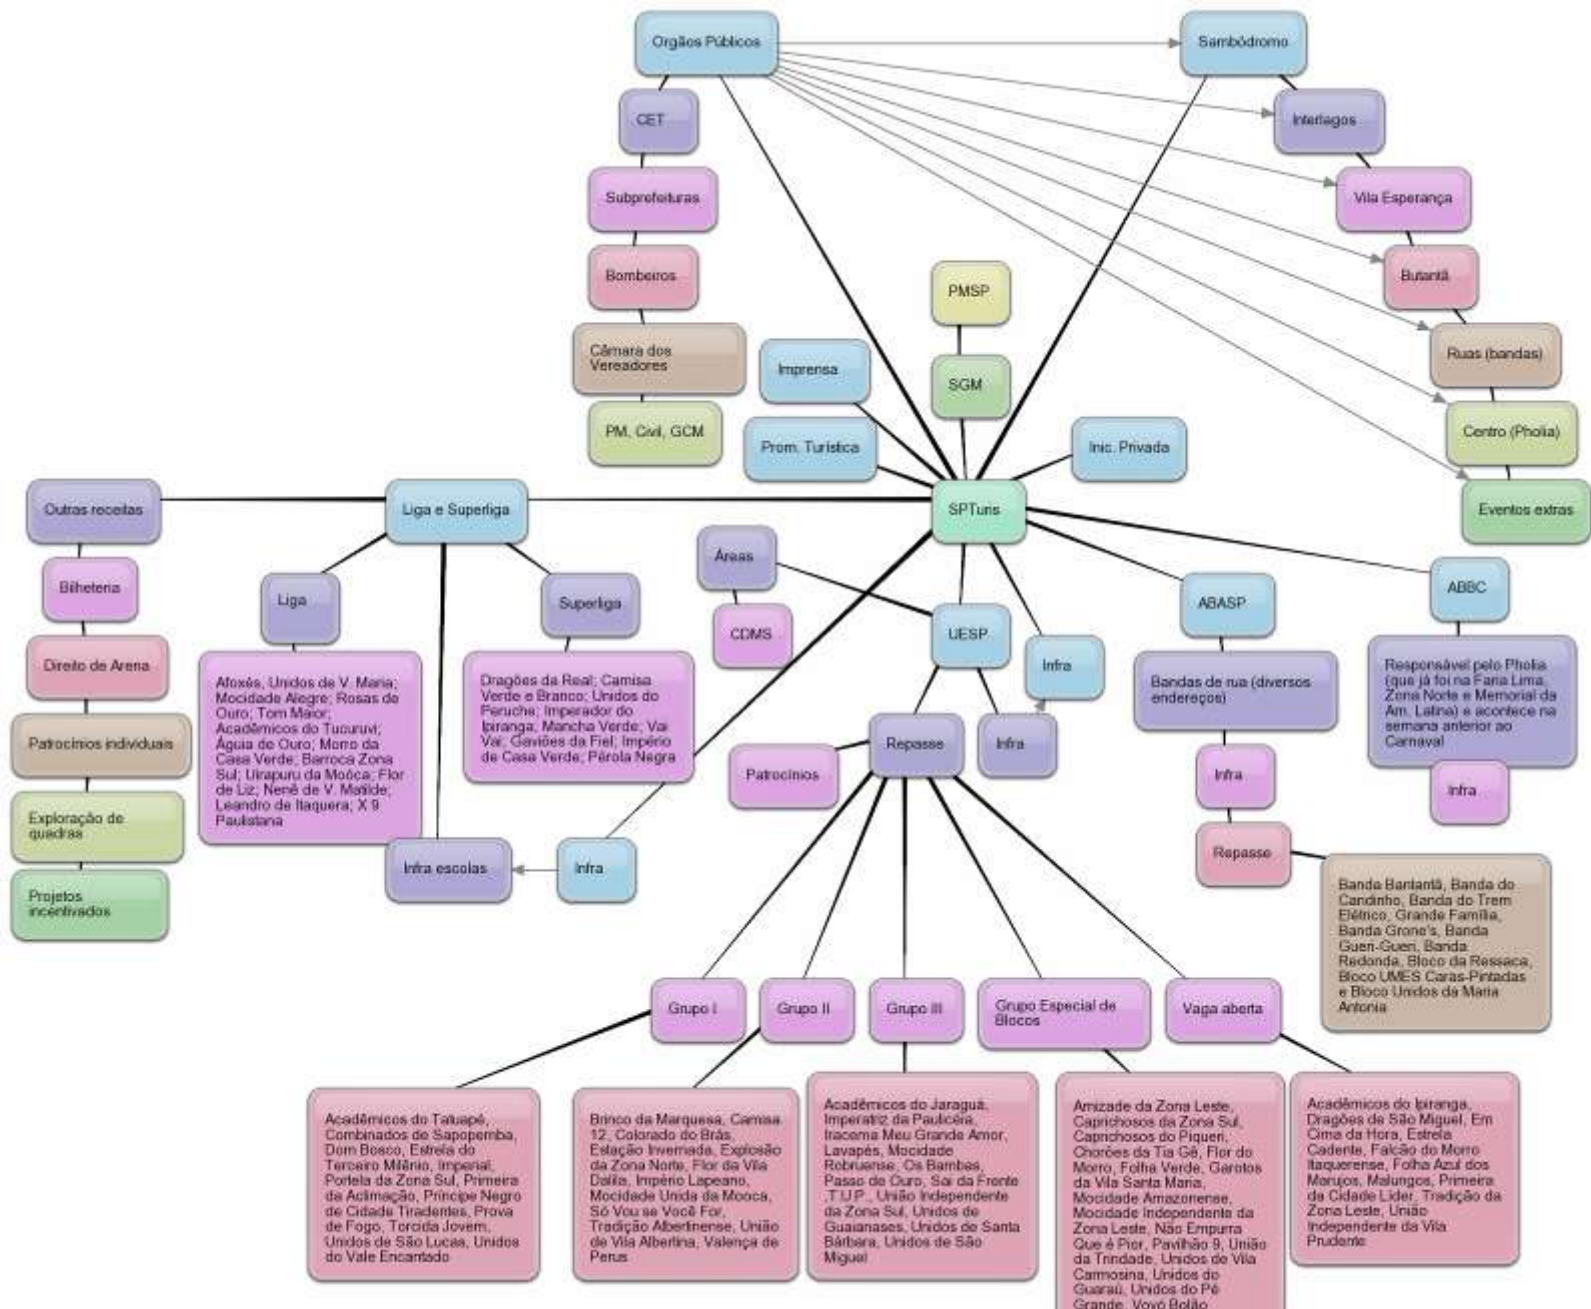 Orgãos Públicos
Sambódromo
CET
Interlagos
Subprefeituras
Vila Esperança
Bombeiros
PMSP
Butantã
Câmara dos
Vereadores
Imprensa
SGM
Ruas (bandas)
PM, Civil, GCM
Prom. Turística
Inic. Privada
Centro (Pholia)
Outras receitas
Liga e Superliga
SPTuris
Eventos extras
Bilheteria
Liga
Superliga
Áreas
CDMS
UESP
Infra
ABASP
ABBC
Direito de Arena
Afoxés, Unidos de V. Maria;
Mocidade Alegre; Rosas de
Ouro; Tom Maior;
Acadêmicos do Tucuruvi;
Águia de Ouro; Morro da
Casa Verde; Barroca Zona
Sul; Uirapuru da Moóca; Flor
de Liz; Nenê de V. Matilde;
Leandro de Itaquera; X 9
Paulistana
Dragões da Real; Camisa
Verde e Branco; Unidos do
Peruche; Imperador do
Ipiranga; Mancha Verde; Vai
Vai; Gaviões da Fiel; Império
de Casa Verde; Pérola Negra
Bandas de rua (diversos
endereços)
Responsável pelo Pholia
(que já foi na Faria Lima,
Zona Norte e Memorial da
Am. Latina) e acontece na
semana anterior ao
Carnaval
Patrocínios individuais
Repasse
Infra
Patrocínios
Infra
Infra
Exploração de
quadras
Infra escolas
Infra
Repasse
Projetos
incentivados
Banda Bantantã, Banda do
Candinho, Banda do Trem
Elétrico, Grande Família,
Banda Grone's, Banda
Gueri-Gueri, Banda
Redonda, Bloco da Ressaca,
Bloco UMES Caras-Pintadas
e Bloco Unidos da Maria
Antonia
Grupo I
Grupo II
Grupo III
Grupo Especial de
Blocos
Vaga aberta
Acadêmicos do Tatuapé,
Combinados de Sapopemba,
Dom Bosco, Estrela do
Terceiro Milênio, Imperial,
Portela da Zona Sul, Primeira
da Aclimação, Príncipe Negro
de Cidade Tiradentes, Prova
de Fogo, Torcida Jovem,
Unidos de São Lucas, Unidos
do Vale Encantado
Brinco da Marquesa, Camisa
12, Colorado do Brás,
Estação Invernada, Explosão
da Zona Norte, Flor da Vila
Dalila, Império Lapeano,
Mocidade Unida da Mooca,
Só Vou se Você For,
Tradição Albertinense, União
de Vila Albertina, Valença de
Perus
Acadêmicos do Jaraguá,
Imperatriz da Paulicéia,
Iracema Meu Grande Amor,
Lavapés, Mocidade
Robruense, Os Bambas,
Passo de Ouro, Sai da Frente
,T.U.P., União Independente
da Zona Sul, Unidos de
Guaianases, Unidos de Santa
Bárbara, Unidos de São
Miguel
Amizade da Zona Leste,
Caprichosos da Zona Sul,
Caprichosos do Piqueri,
Chorões da Tia Gê, Flor do
Morro, Folha Verde, Garotos
da Vila Santa Maria,
Mocidade Amazonense,
Mocidade Independente da
Zona Leste, Não Empurra
Que é Pior, Pavilhão 9, União
da Trindade, Unidos de Vila
Carmosina, Unidos do
Guaraú, Unidos do Pé
Grande, Vovó Bolão
Acadêmicos do Ipiranga,
Dragões de São Miguel, Em
Cima da Hora, Estrela
Cadente, Falcão do Morro
Itaquerense, Folha Azul dos
Marujos, Malungos, Primeira
da Cidade Líder, Tradição da
Zona Leste, União
Independente da Vila
Prudente